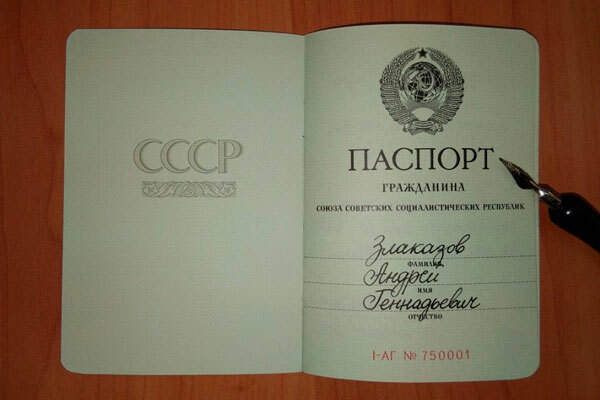 СССР
ПАСПОРТ
ГРАЖДАНИНА
СОЮЗА СОВЕТСКИХ СОЦИАЛИСТИЧЕСКИХ РЕСПУБЛИК
Злаказов
ФАМИЛИЯ
Андрей
ИМЯ
Геннадьевич
ОТЧЕСТВО
I-АГ № 750001